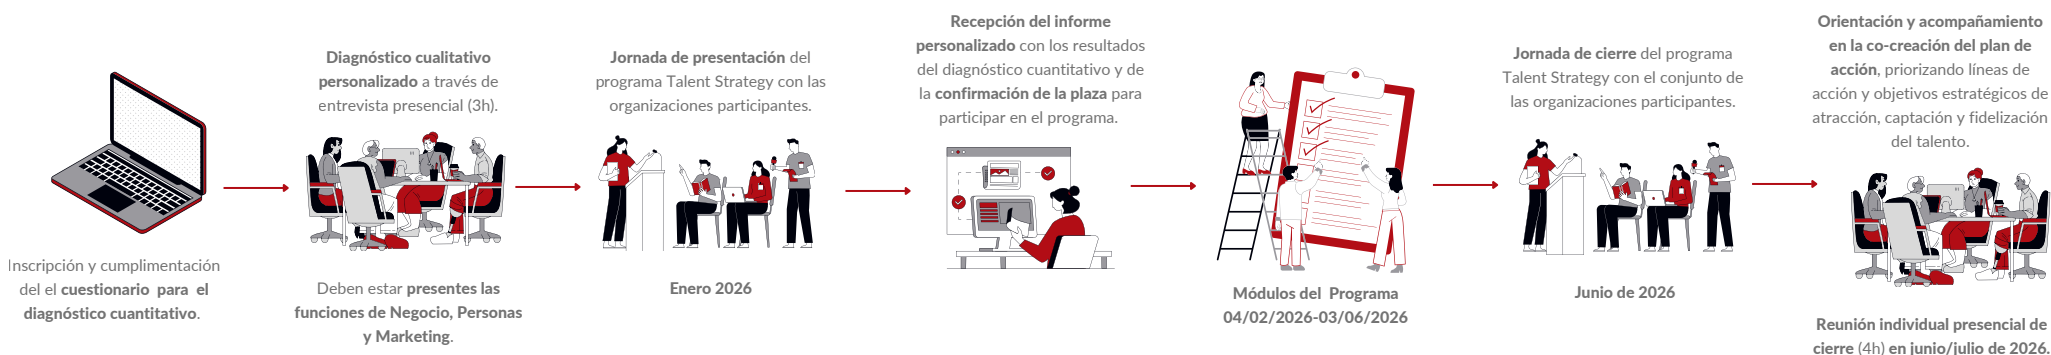 Inscripción y cumplimentación
del el cuestionario para el
diagnóstico cuantitativo.
Diagnóstico cualitativo
personalizado a través de
entrevista presencial (3h).
Deben estar presentes las
funciones de Negocio, Personas
y Marketing.
Jornada de presentación del
programa Talent Strategy con las
organizaciones participantes.
Enero 2026
Recepción del informe
personalizado con los resultados
del diagnóstico cuantitativo y de
la confirmación de la plaza para
participar en el programa.
Módulos del Programa
04/02/2026-03/06/2026
Jornada de cierre del programa
Talent Strategy con el conjunto de
las organizaciones participantes.
Junio de 2026
Orientación y acompañamiento
en la co-creación del plan de
acción, priorizando líneas de
acción y objetivos estratégicos de
atracción, captación y fidelización
del talento.
Reunión individual presencial de
cierre (4h) en junio/julio de 2026.